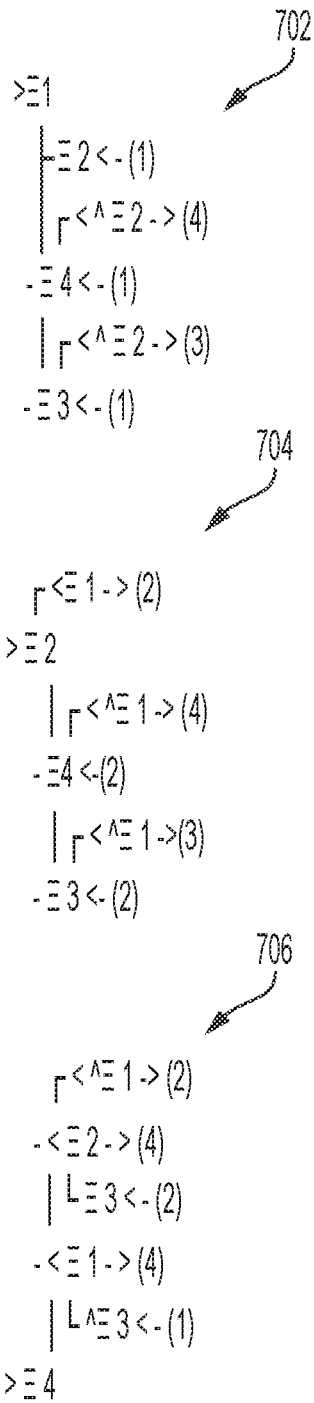 702
>Ξ1
├Ξ2<-(1)
┌<^Ξ2->(4)
-Ξ4<-(1)
│┌<^Ξ2->(3)
-Ξ3<-(1)
704
┌<Ξ1->(2)
>Ξ2
│┌<^Ξ1->(4)
-Ξ4<-(2)
│┌<^Ξ1->(3)
-Ξ3<-(2)
706
┌<^Ξ1->(2)
-<Ξ2->(4)
│└Ξ3<-(2)
-<Ξ1->(4)
│└^Ξ3<-(1)
>Ξ4